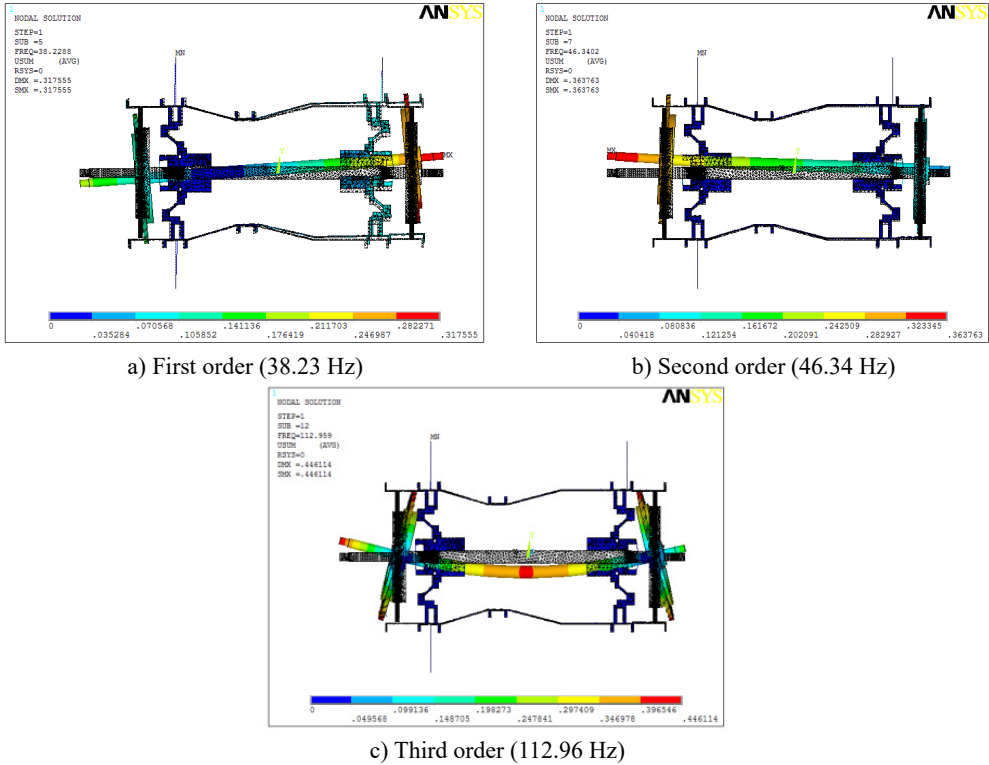 1
ANSYS
NODAL SOLUTION
STEP=1
SUB =5
FREQ=38.2288
USUM (AVG)
RSYS=0
DMX =.317555
SMX =.317555
MN
Y
MX
0 .070568 .141136 .211703 .282271
.035284 .105852 .176419 .246987 .317555
a) First order (38.23 Hz)
1
ANSYS
NODAL SOLUTION
STEP=1
SUB =7
FREQ=46.3402
USUM (AVG)
RSYS=0
DMX =.363763
SMX =.363763
MN
MX
Y
0 .080836 .161672 .242509 .323345
.040418 .121254 .202091 .282927 .363763
b) Second order (46.34 Hz)
1
ANSYS
NODAL SOLUTION
STEP=1
SUB =12
FREQ=112.959
USUM (AVG)
RSYS=0
DMX =.446114
SMX =.446114
MN
Y
0 .099136 .198273 .297409 .396546
.049568 .148705 .247841 .346978 .446114
c) Third order (112.96 Hz)